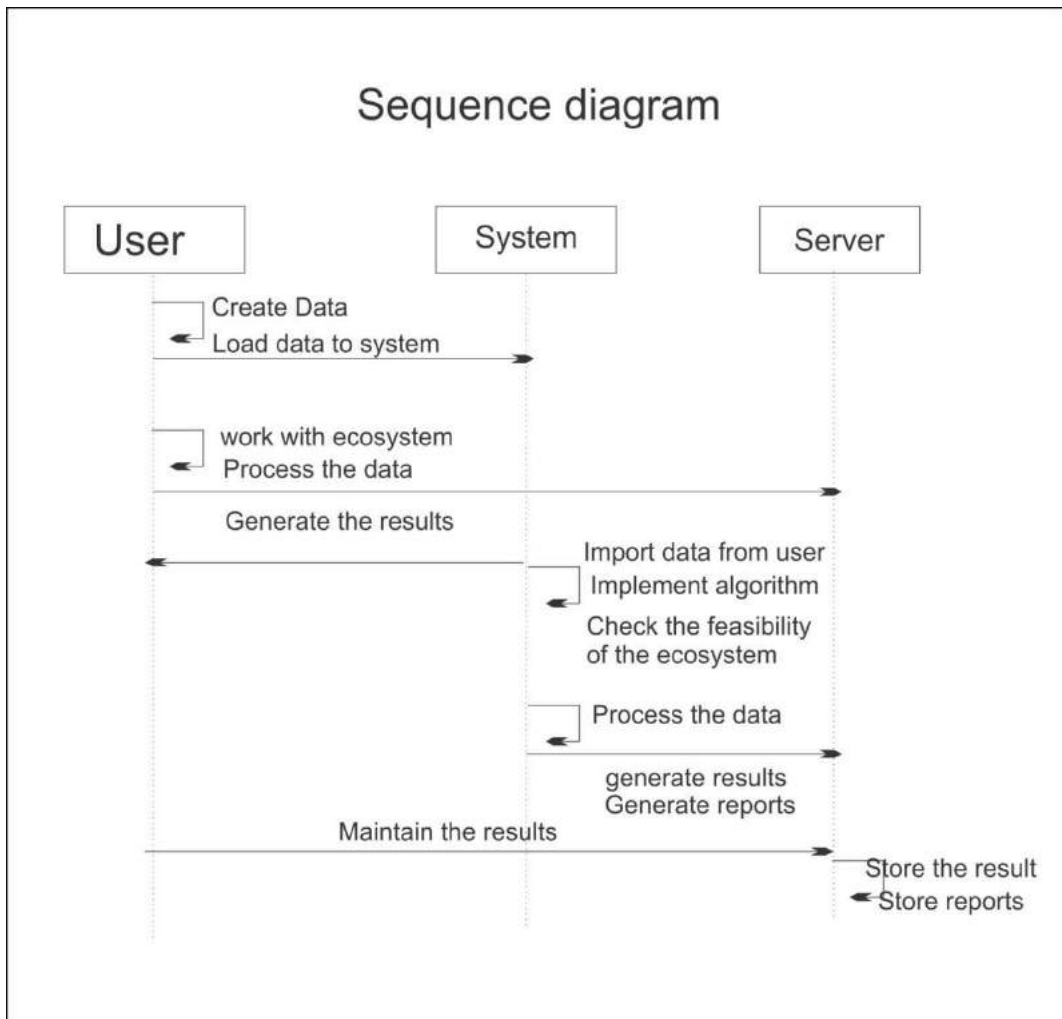 Sequence diagram
User
System
Server
Create Data
Load data to system
work with ecosystem
Process the data
Generate the results
Import data from user
Implement algorithm
Check the feasibility
of the ecosystem
Process the data
generate results
Generate reports
Maintain the results
Store the result
Store reports